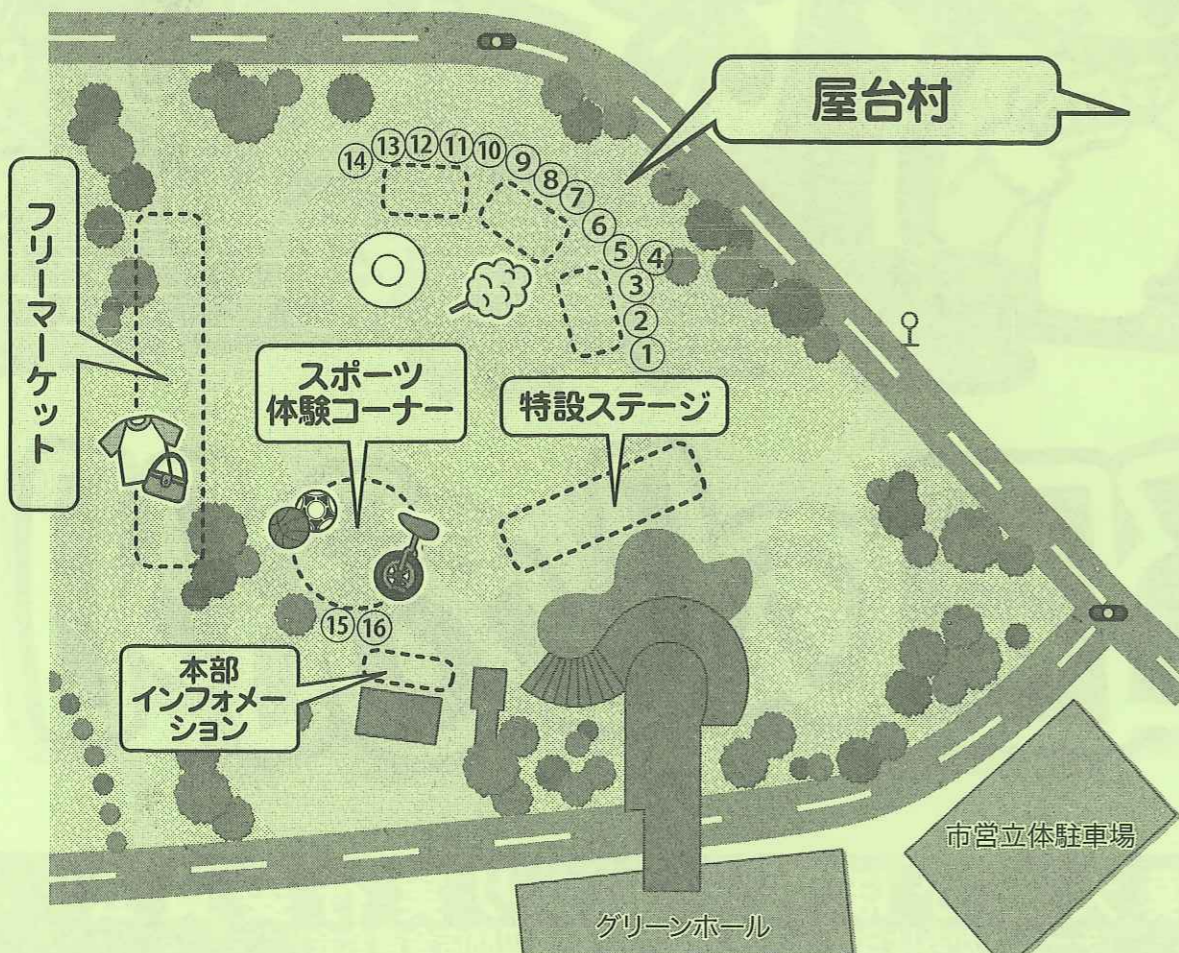 屋台村
⑭
⑬
⑫
⑪
⑩
⑨
⑧
⑦
⑥
⑤
④
③
②
①
フリーマーケット
スポーツ
体験コーナー
特設ステージ
⑮
⑯
本部
インフォメー
ション
市営立体駐車場
グリーンホール